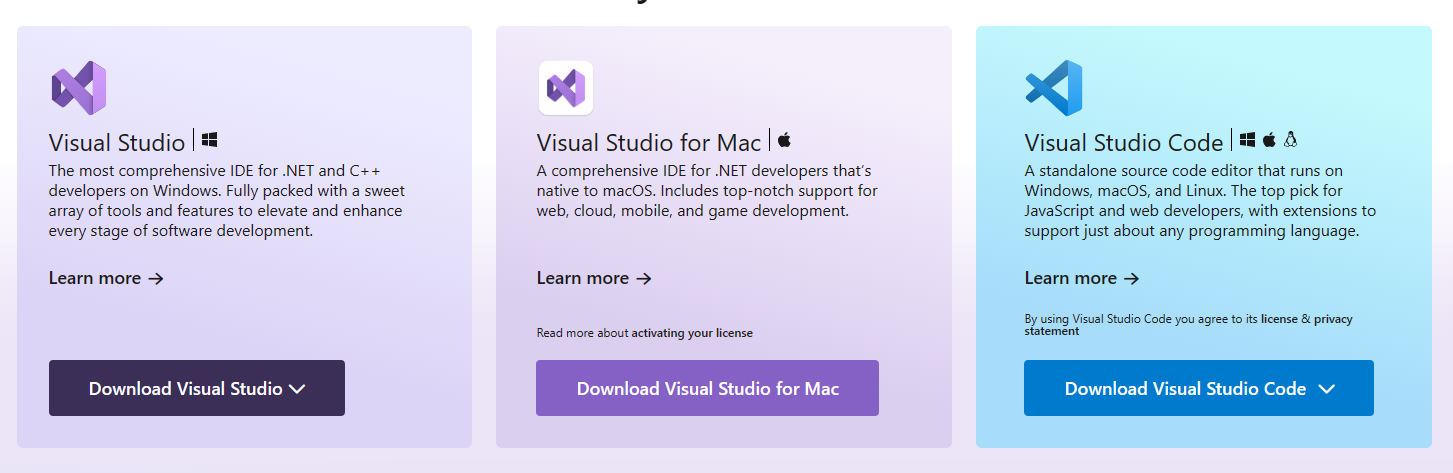 Visual Studio
The most comprehensive IDE for .NET and C++
developers on Windows. Fully packed with a sweet
array of tools and features to elevate and enhance
every stage of software development.
Learn more →
Download Visual Studio
Visual Studio for Mac
A comprehensive IDE for .NET developers that's
native to macOS. Includes top-notch support for
web, cloud, mobile, and game development.
Learn more →
Read more about activating your license
Download Visual Studio for Mac
Visual Studio Code
A standalone source code editor that runs on
Windows, macOS, and Linux. The top pick for
JavaScript and web developers, with extensions to
support just about any programming language.
Learn more →
By using Visual Studio Code you agree to its license & privacy
statement
Download Visual Studio Code